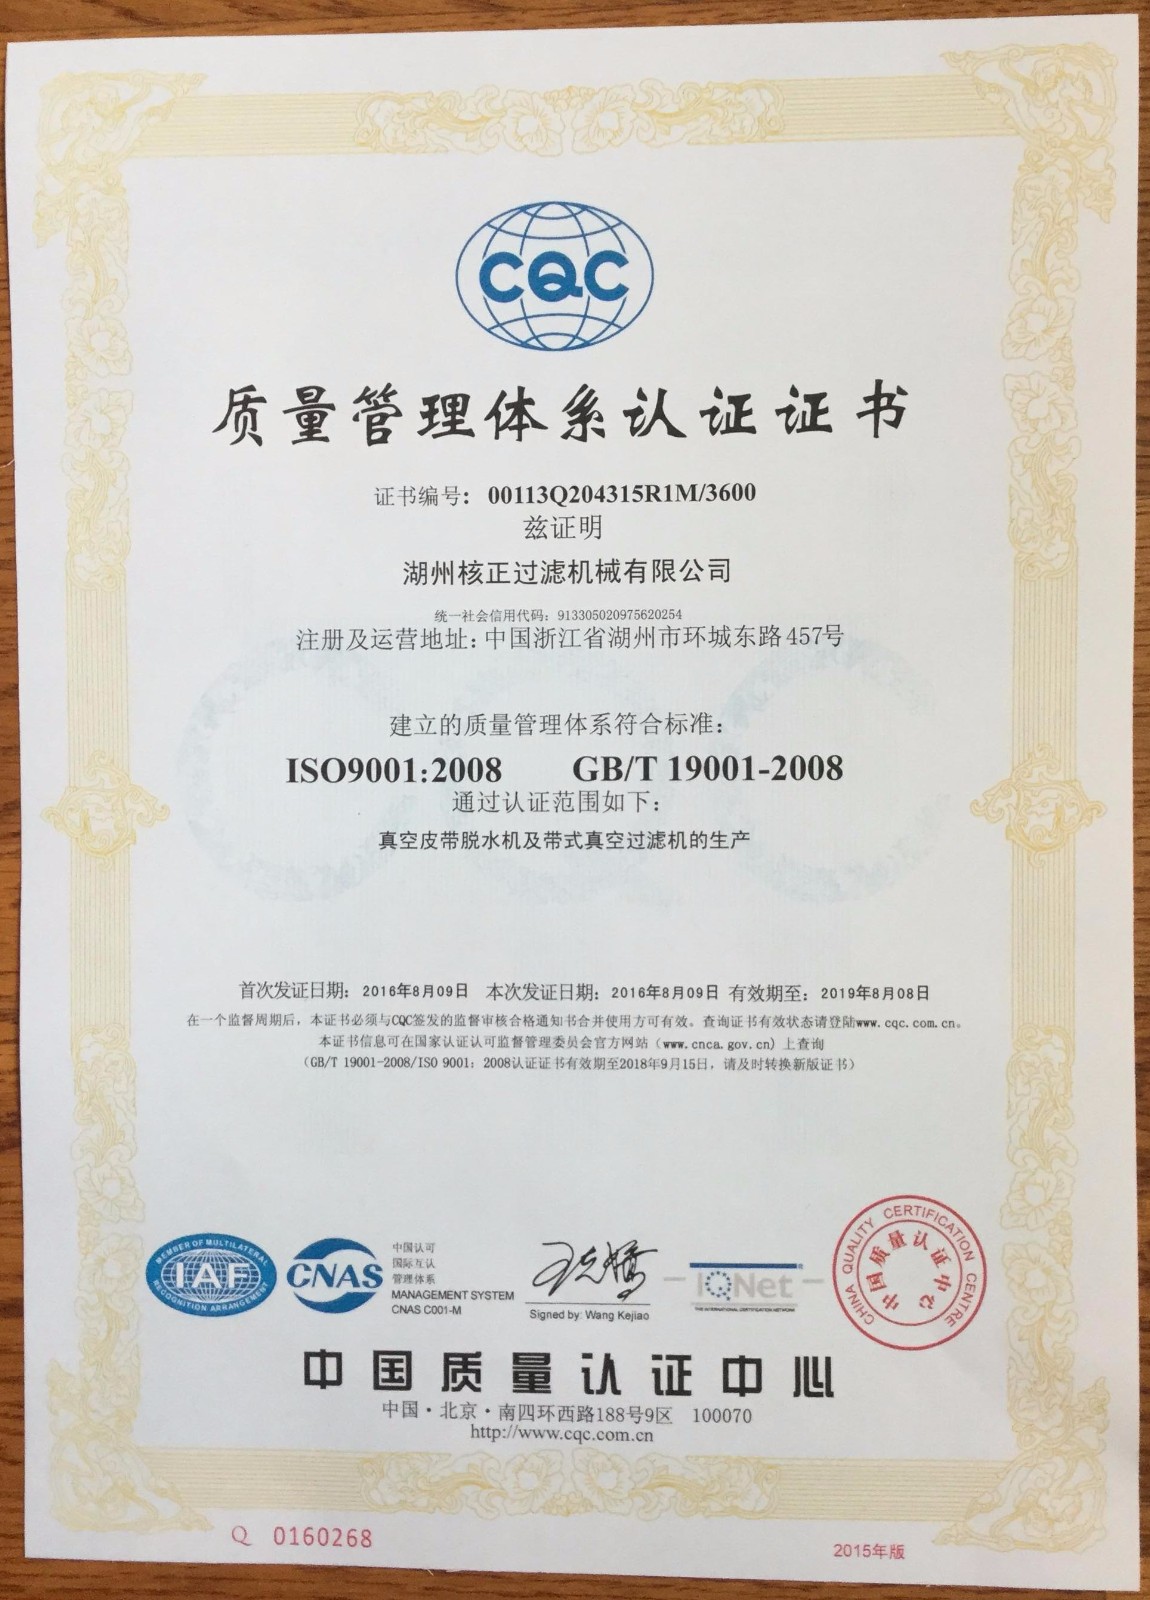 CQC
质量管理体系认证证书
证书编号: 00113Q204315R1M/3600
兹证明
湖州核正过滤机械有限公司
统一社会信用代码: 913305020975620254
注册及运营地址: 中国浙江省湖州市环城东路457号
建立的质量管理体系符合标准:
ISO9001:2008 GB/T 19001-2008
通过认证范围如下:
真空皮带脱水机及带式真空过滤机的生产
首次发证日期: 2016年8月09日 本次发证日期: 2016年8月09日 有效期至: 2019年8月08日
在一个监督周期后，本证书必须与CQC签发的监督审核合格通知书合并使用方可有效。查询证书有效状态请登陆www.cqc.com.cn。
本证书信息可在国家认证认可监督管理委员会官方网站（www.cnca.gov.cn）上查询
（GB/T 19001-2008/ISO 9001: 2008认证证书有效期至2018年9月15日，请及时转换新版证书）
MEMBER OF MULTILATERAL
IAF
RECOGNITION ARRANGEMENT
CNAS
中国认可
国际互认
管理体系
MANAGEMENT SYSTEM
CNAS C001-M
Signed by: Wang Kejiao
IQNet
THE INTERNATIONAL CERTIFICATION NETWORK
CHINA QUALITY CERTIFICATION CENTRE
中国质量认证中心
中国质量认证中心
中国·北京·南四环西路188号9区 100070
http://www.cqc.com.cn
Q 0160268
2015年版